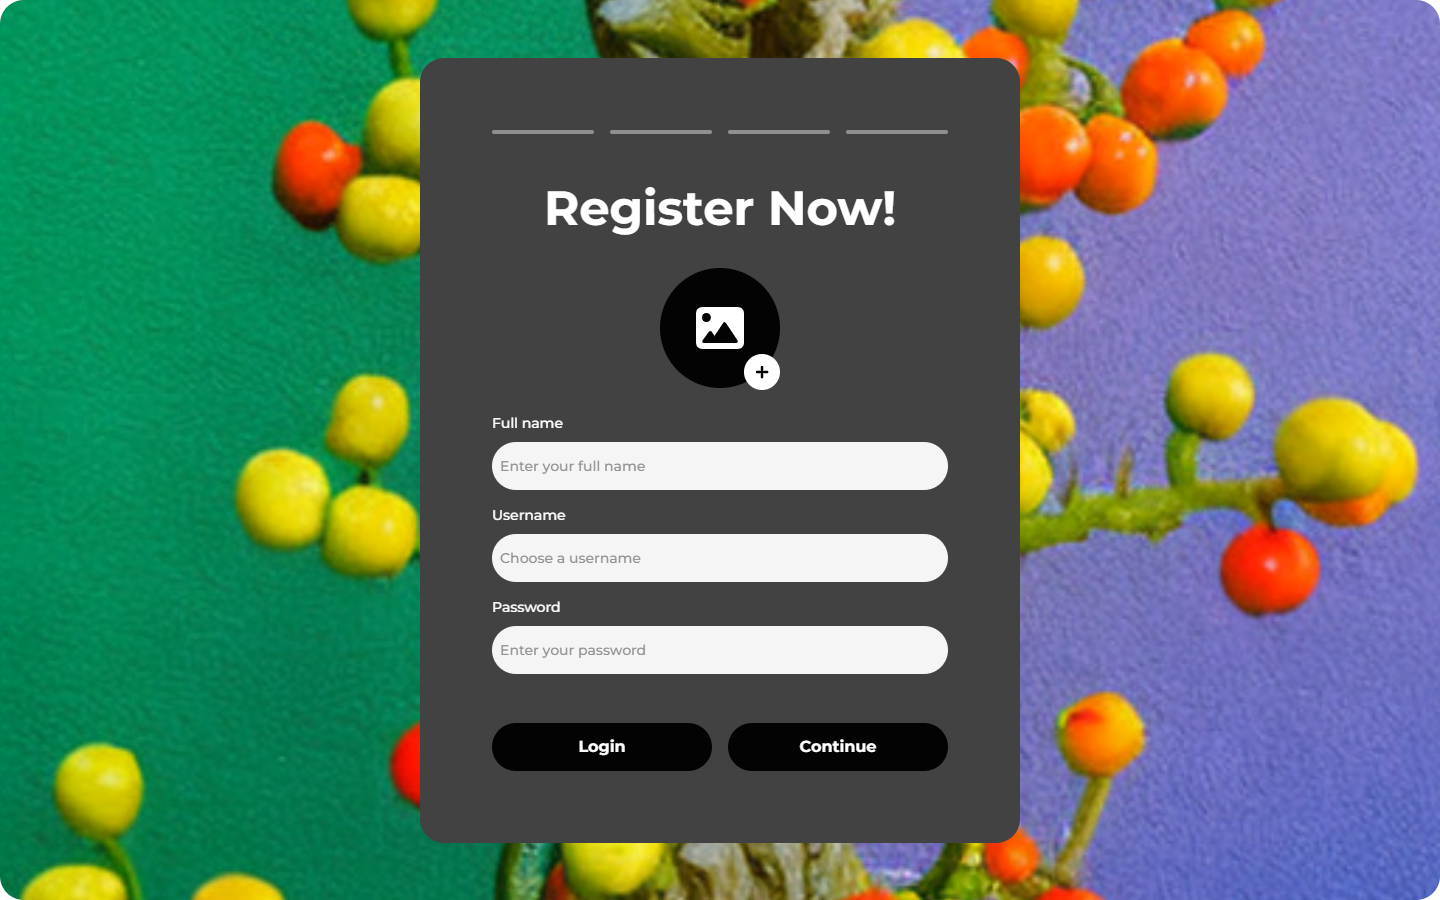 Register Now!
Full name
Enter your full name
Username
Choose a username
Password
Enter your password
Login
Continue